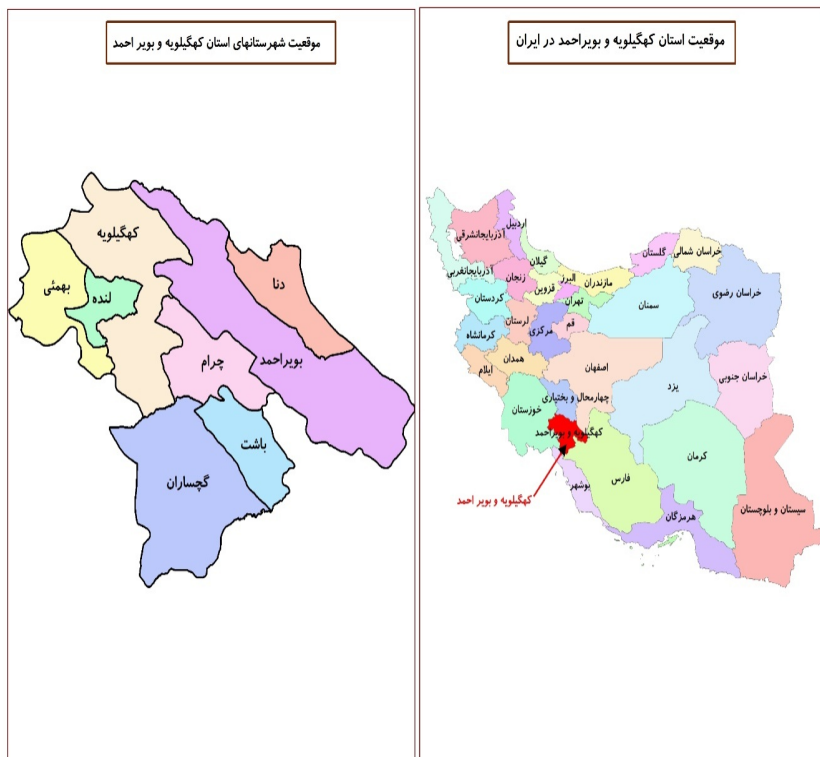 موقعیت استان کهگیلویه و بویراحمد در ایران
اردبیل
آذربایجانشرقی
گیلان
گلستان
خراسان شمالی
آذربایجانغربی
زنجان
البرز
مازندران
قزوین
تهران
خراسان رضوی
کردستان
سمنان
لرستان
مرکزی
قم
کرمانشاه
همدان
ایلام
اصفهان
یزد
خراسان جنوبی
چهارمحال و بختیاری
خوزستان
کهگیلویه و بویراحمد
کرمان
فارس
بوشهر
کهگیلویه و بویر احمد
سیستان و بلوچستان
هرمزگان
موقعیت شهرستانهای استان کهگیلویه و بویر احمد
کهگیلویه
دنا
بهمئی
لنده
چرام
بویراحمد
باشت
گچساران